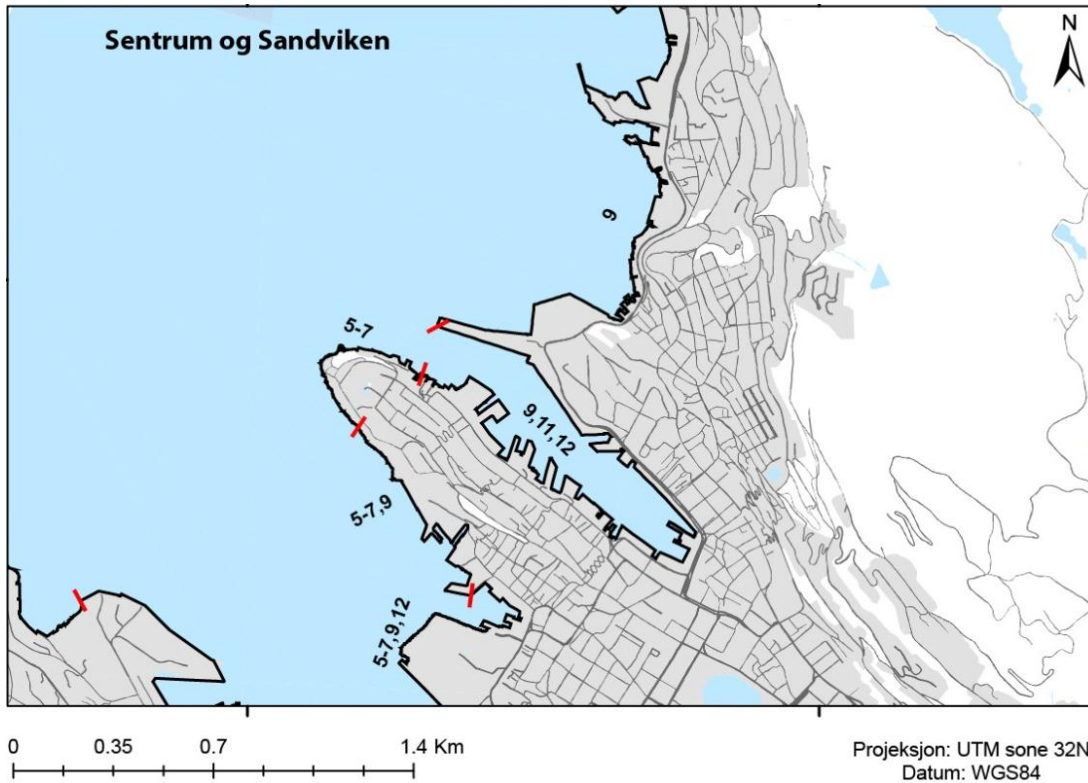 Sentrum og Sandviken
N
9
5-7
9,11,12
5-7,9
5-7,9,12
0 0.35 0.7 1.4 Km
Projeksjon: UTM sone 32N
Datum: WGS84